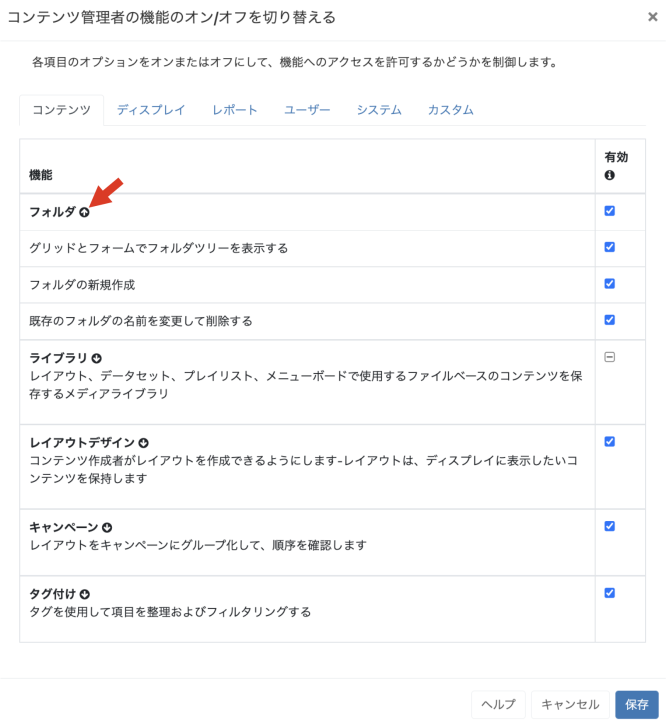 コンテンツ管理者の機能のオン/オフを切り替える ×
各項目のオプションをオンまたはオフにして、機能へのアクセスを許可するかどうかを制御します。
コンテンツ ディスプレイ レポート ユーザー システム カスタム
機能 有効
フォルダ
グリッドとフォームでフォルダツリーを表示する
フォルダの新規作成
既存のフォルダの名前を変更して削除する
ライブラリ
レイアウト、データセット、プレイリスト、メニューボードで使用するファイルベースのコンテンツを保
存するメディアライブラリ
レイアウトデザイン
コンテンツ作成者がレイアウトを作成できるようにします-レイアウトは、ディスプレイに表示したいコ
ンテンツを保持します
キャンペーン
レイアウトをキャンペーンにグループ化して、順序を確認します
タグ付け
タグを使用して項目を整理およびフィルタリングする
ヘルプ キャンセル 保存